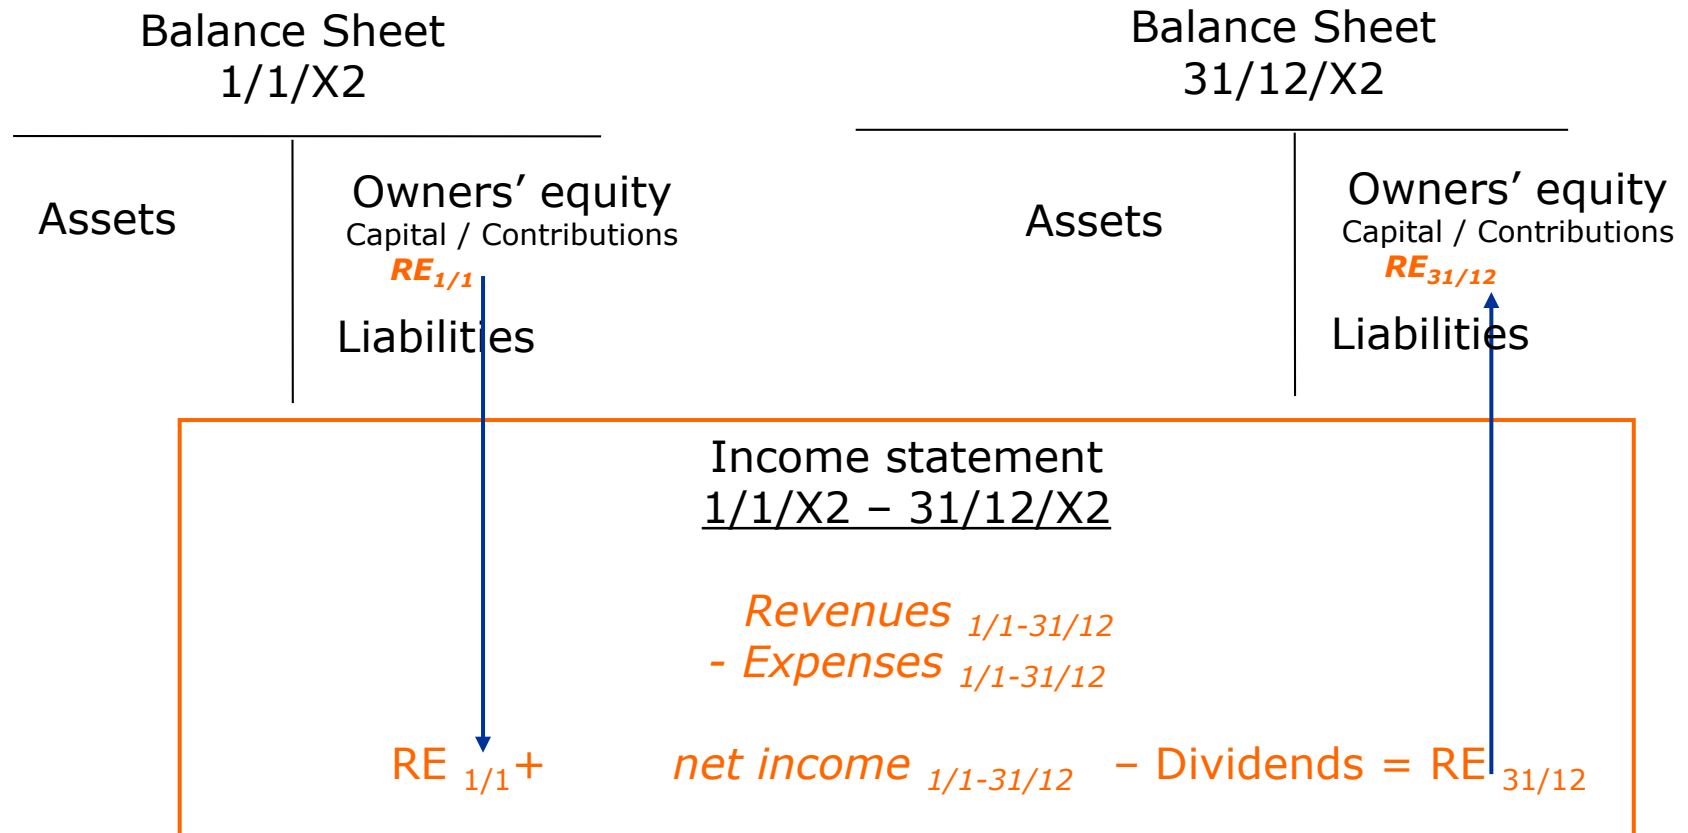 Balance Sheet
1/1/X2
Assets
Owners’ equity
Capital / Contributions
RE1/1
Liabilities
Balance Sheet
31/12/X2
Assets
Owners’ equity
Capital / Contributions
RE31/12
Liabilities
Income statement
1/1/X2 – 31/12/X2
Revenues 1/1-31/12
- Expenses 1/1-31/12
RE 1/1+ net income 1/1-31/12 – Dividends = RE 31/12